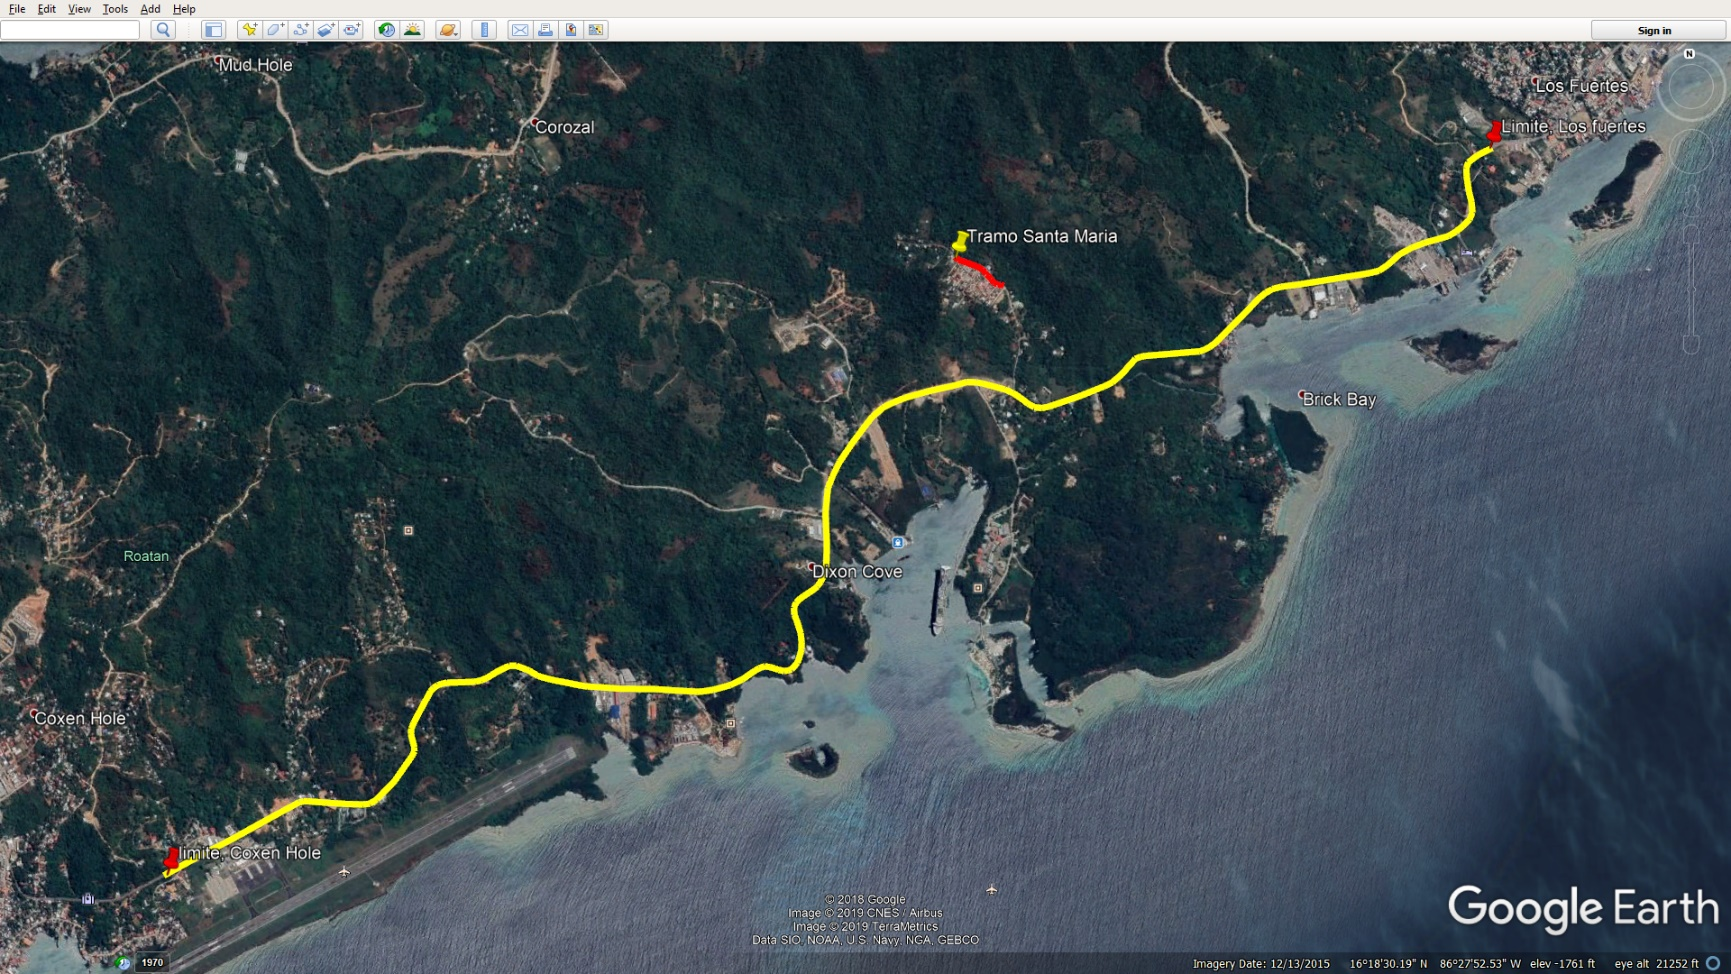 File Edit View Tools Add Help
Sign in
N
Mud Hole
Los Fuertes
Corozal
Limite, Los fuertes
Tramo Santa Maria
Brick Bay
Roatan
Dixon Cove
Coxen Hole
limite, Coxen Hole
© 2018 Google
Image © 2019 CNES / Airbus
Image © 2019 TerraMetrics
Data SIO, NOAA, U.S. Navy, NGA, GEBCO
Google Earth
1970
Imagery Date: 12/13/2015 16°18'30.19" N 86°27'52.53" W elev -1761 ft eye alt 21252 ft